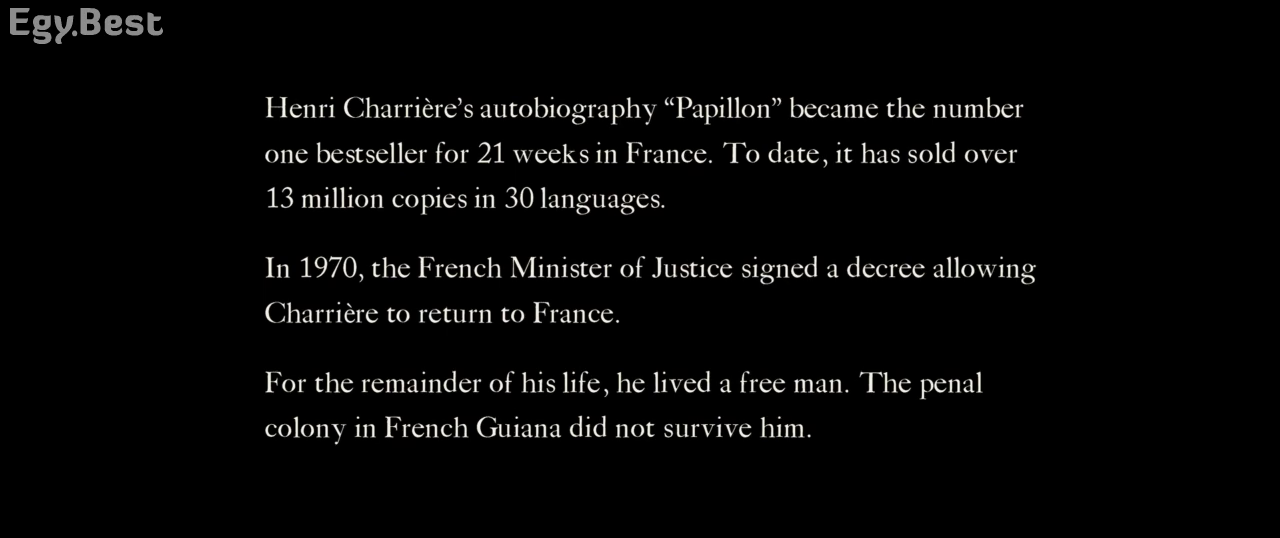 Egy.Best
Henri Charrière's autobiography “Papillon” became the number
one bestseller for 21 weeks in France. To date, it has sold over
13 million copies in 30 languages.
In 1970, the French Minister of Justice signed a decree allowing
Charrière to return to France.
For the remainder of his life, he lived a free man. The penal
colony in French Guiana did not survive him.